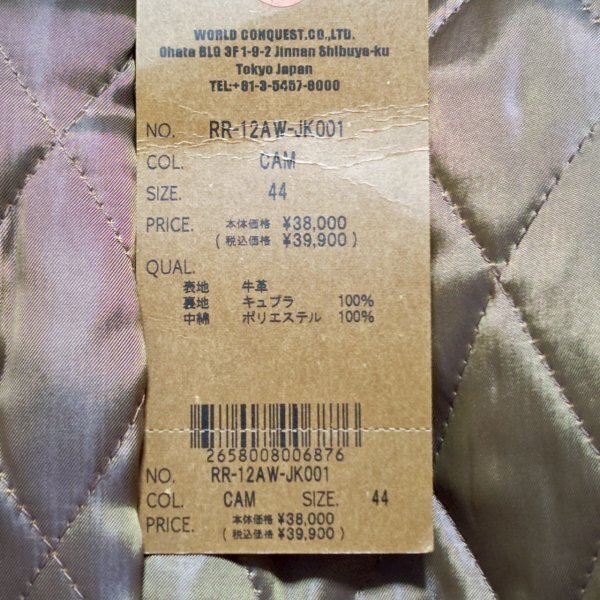 WORLD CONQUEST.CO.,LTD.
Ohata BLG 3F 1-9-2 Jinnan Shibuya-ku
Tokyo Japan
TEL:+81-3-5457-8000
NO. RR-12AW-JK001
COL. CAM
SIZE. 44
PRICE. 本体価格 ¥38,000
(税込価格 ¥39,900)
QUAL.
表地 牛革
裏地 キュプラ 100%
中綿 ポリエステル 100%
2658008006876
NO. RR-12AW-JK001
COL. CAM SIZE. 44
PRICE. 本体価格 ¥38,000
(税込価格 ¥39,900)